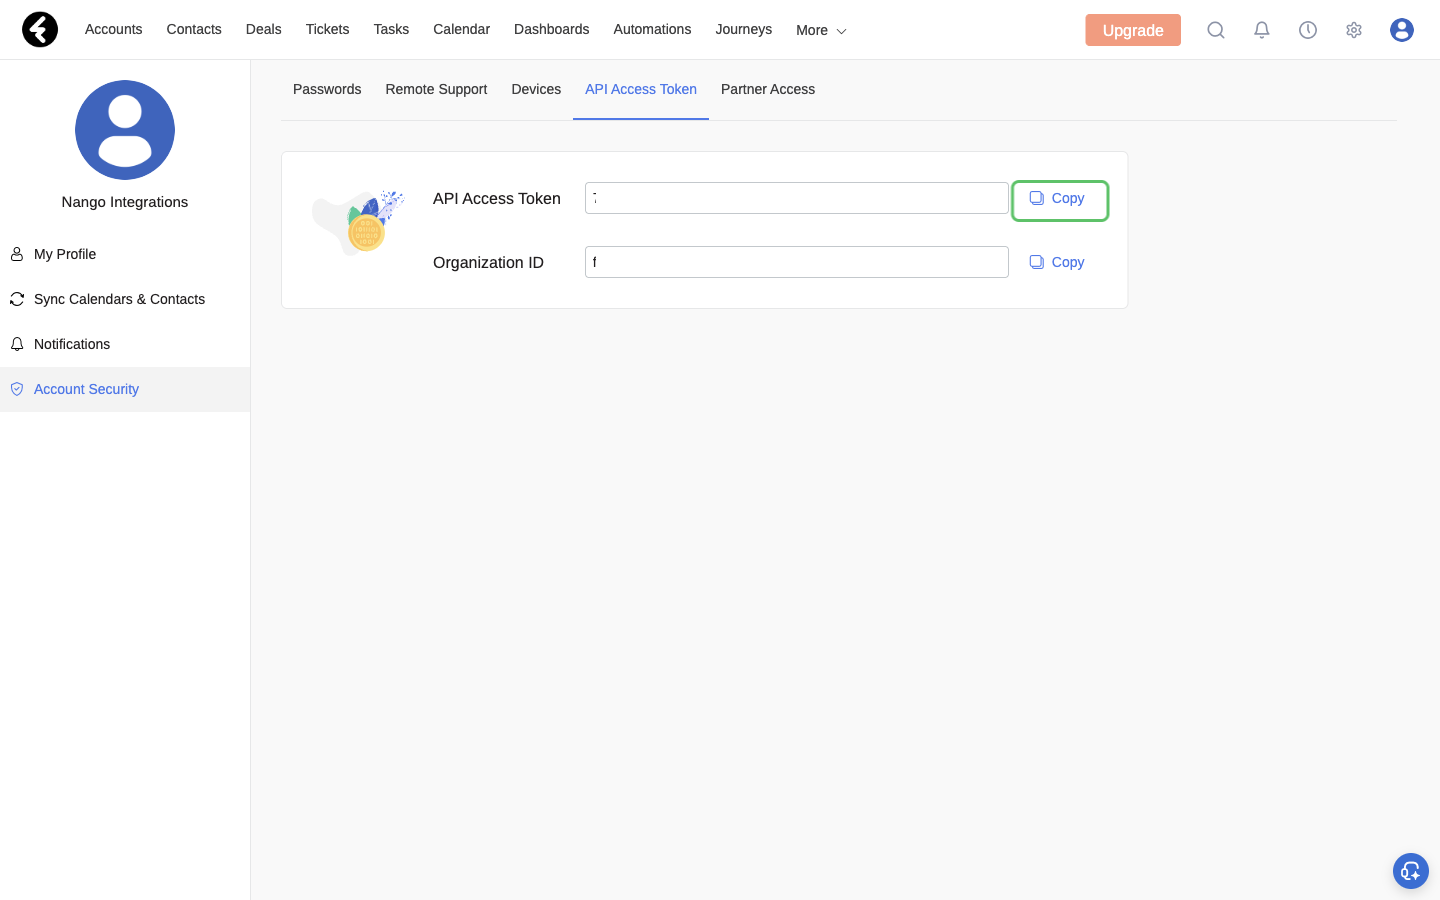 Accounts Contacts Deals Tickets Tasks Calendar Dashboards Automations Journeys More Upgrade
Passwords Remote Support Devices API Access Token Partner Access
Nango Integrations
My Profile
Sync Calendars & Contacts
Notifications
Account Security
API Access Token Copy
Organization ID f Copy